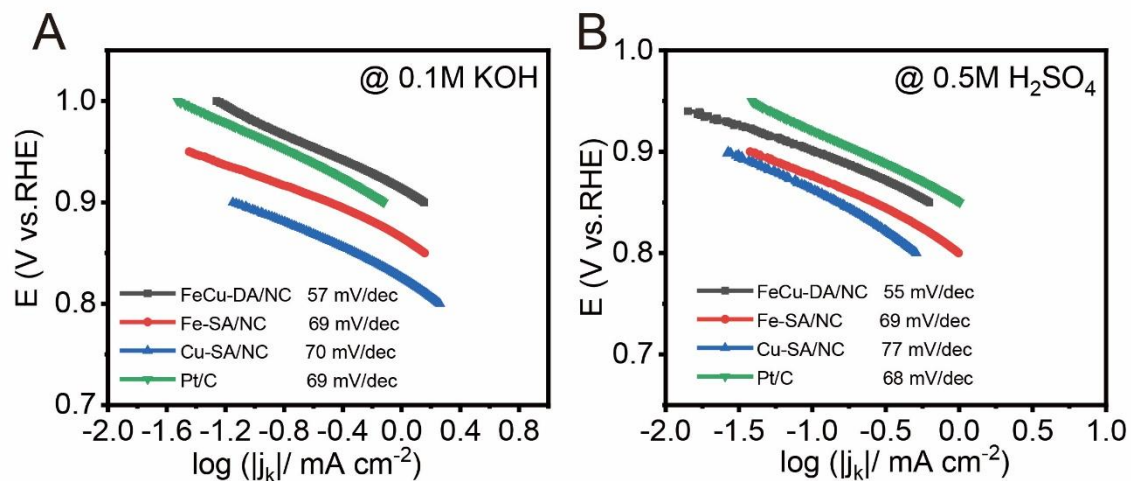 A
@ 0.1M KOH
E (V vs.RHE)
1.0
0.9
0.8
0.7
FeCu-DA/NC 57 mV/dec
Fe-SA/NC 69 mV/dec
Cu-SA/NC 70 mV/dec
Pt/C 69 mV/dec
-2.0 -1.6 -1.2 -0.8 -0.4 0.0 0.4 0.8
log (|jₖ|/ mA cm⁻²)
B
@ 0.5M H₂SO₄
E (V vs.RHE)
1.0
0.9
0.8
0.7
FeCu-DA/NC 55 mV/dec
Fe-SA/NC 69 mV/dec
Cu-SA/NC 77 mV/dec
Pt/C 68 mV/dec
-2.0 -1.5 -1.0 -0.5 0.0 0.5 1.0
log (|jₖ|/ mA cm⁻²)